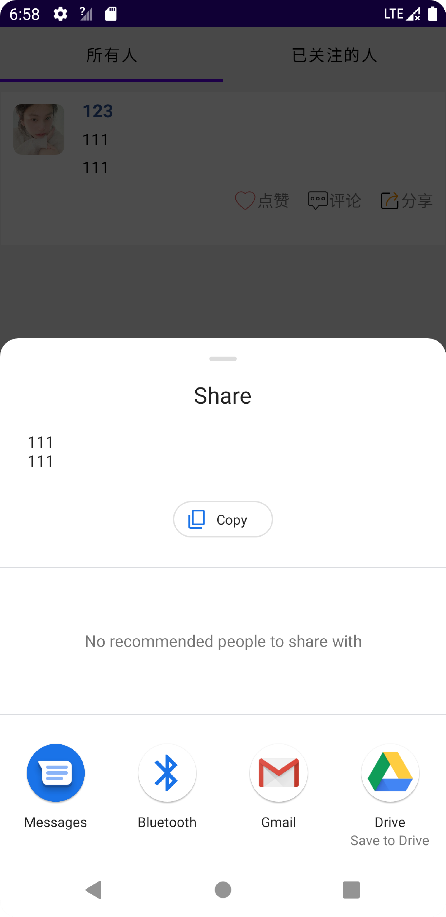 6:58 ? LTE
所有人 已关注的人
123
111
111
点赞 评论 分享
Share
111
111
Copy
No recommended people to share with
Messages Bluetooth Gmail Drive
Save to Drive